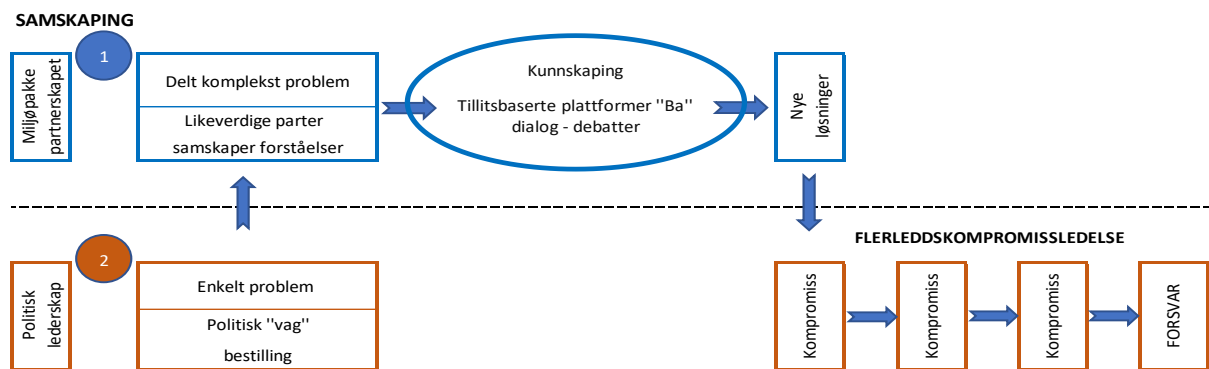 SAMSKAPING
1
Miljøpakke
partnerskapet
Delt komplekst problem
Likeverdige parter
samskaper forståelser
Kunnskaping
Tillitsbaserte plattformer "Ba"
dialog - debatter
Nye
løsninger
2
Politisk
lederskap
Enkelt problem
Politisk "vag"
bestilling
FLERLEDDSKOMPROMISSLEDELSE
Kompromiss
Kompromiss
Kompromiss
FORSVAR